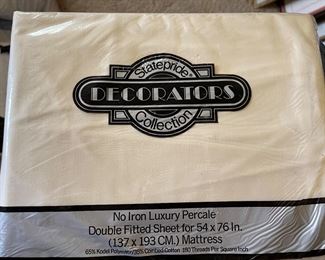 Statepride®
DECORATORS
Collection
No Iron Luxury Percale
Double Fitted Sheet for 54 x 76 In.
(137 x 193 CM.) Mattress
65% Kodel Polyester/35% Combed Cotton 180 Threads Per Square Inch